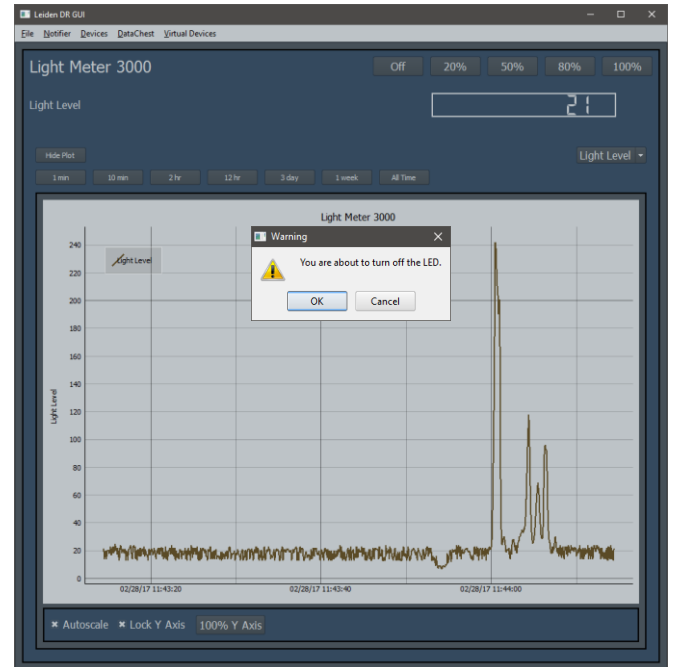 Leiden DR GUI
File Notifier Devices DataChest Virtual Devices
Light Meter 3000 Off 20% 50% 80% 100%
Light Level 21
Hide Plot Light Level
1 min 10 min 2 hr 12 hr 3 day 1 week All Time
Light Meter 3000
Warning
You are about to turn off the LED.
OK Cancel
Light Level
240
220
200
180
160
140
120
100
80
60
40
20
0
Light Level
02/28/17 11:43:20 02/28/17 11:43:40 02/28/17 11:44:00
Autoscale Lock Y Axis 100% Y Axis